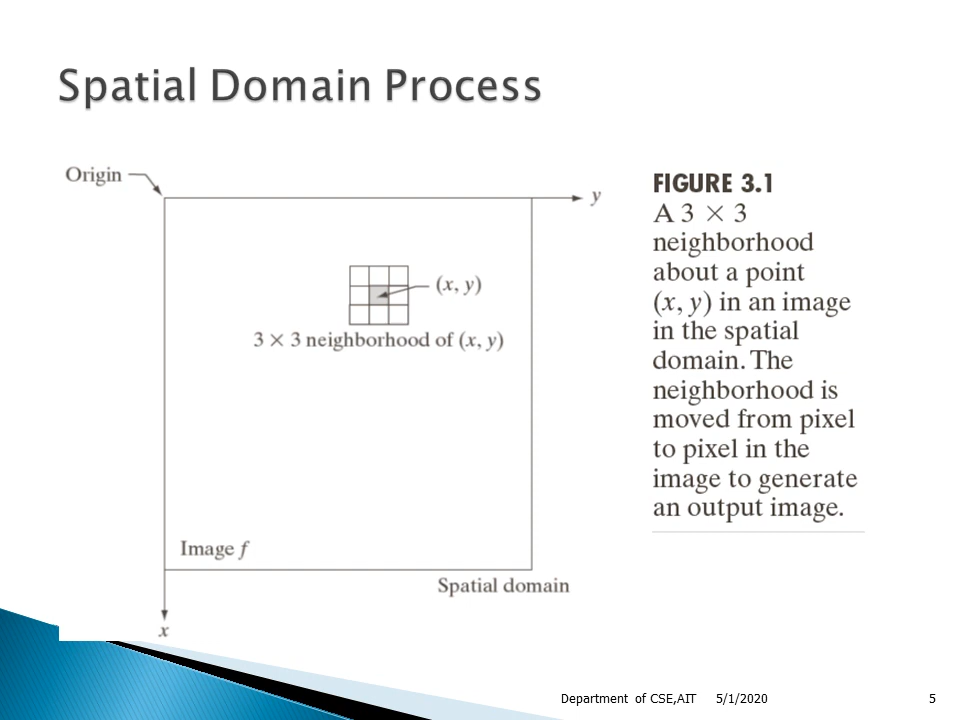 Spatial Domain Process
Origin
y
(x, y)
3 × 3 neighborhood of (x, y)
Image f
Spatial domain
x
FIGURE 3.1
A 3 × 3
neighborhood
about a point
(x, y) in an image
in the spatial
domain. The
neighborhood is
moved from pixel
to pixel in the
image to generate
an output image.
Department of CSE,AIT 5/1/2020 5